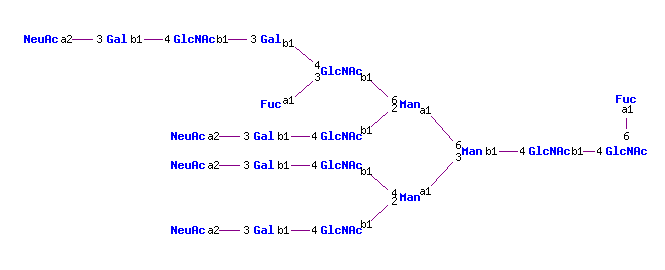 NeuAc a2 3 Gal b1 4 GlcNAc b1 3 Gal b1
4 3 GlcNAc b1
Fuc a1
6 2 Man a1
Fuc a1
NeuAc a2 3 Gal b1 4 GlcNAc b1
6 3 Man b1 4 GlcNAc b1 4 6 GlcNAc
NeuAc a2 3 Gal b1 4 GlcNAc b1
4 2 Man a1
NeuAc a2 3 Gal b1 4 GlcNAc b1